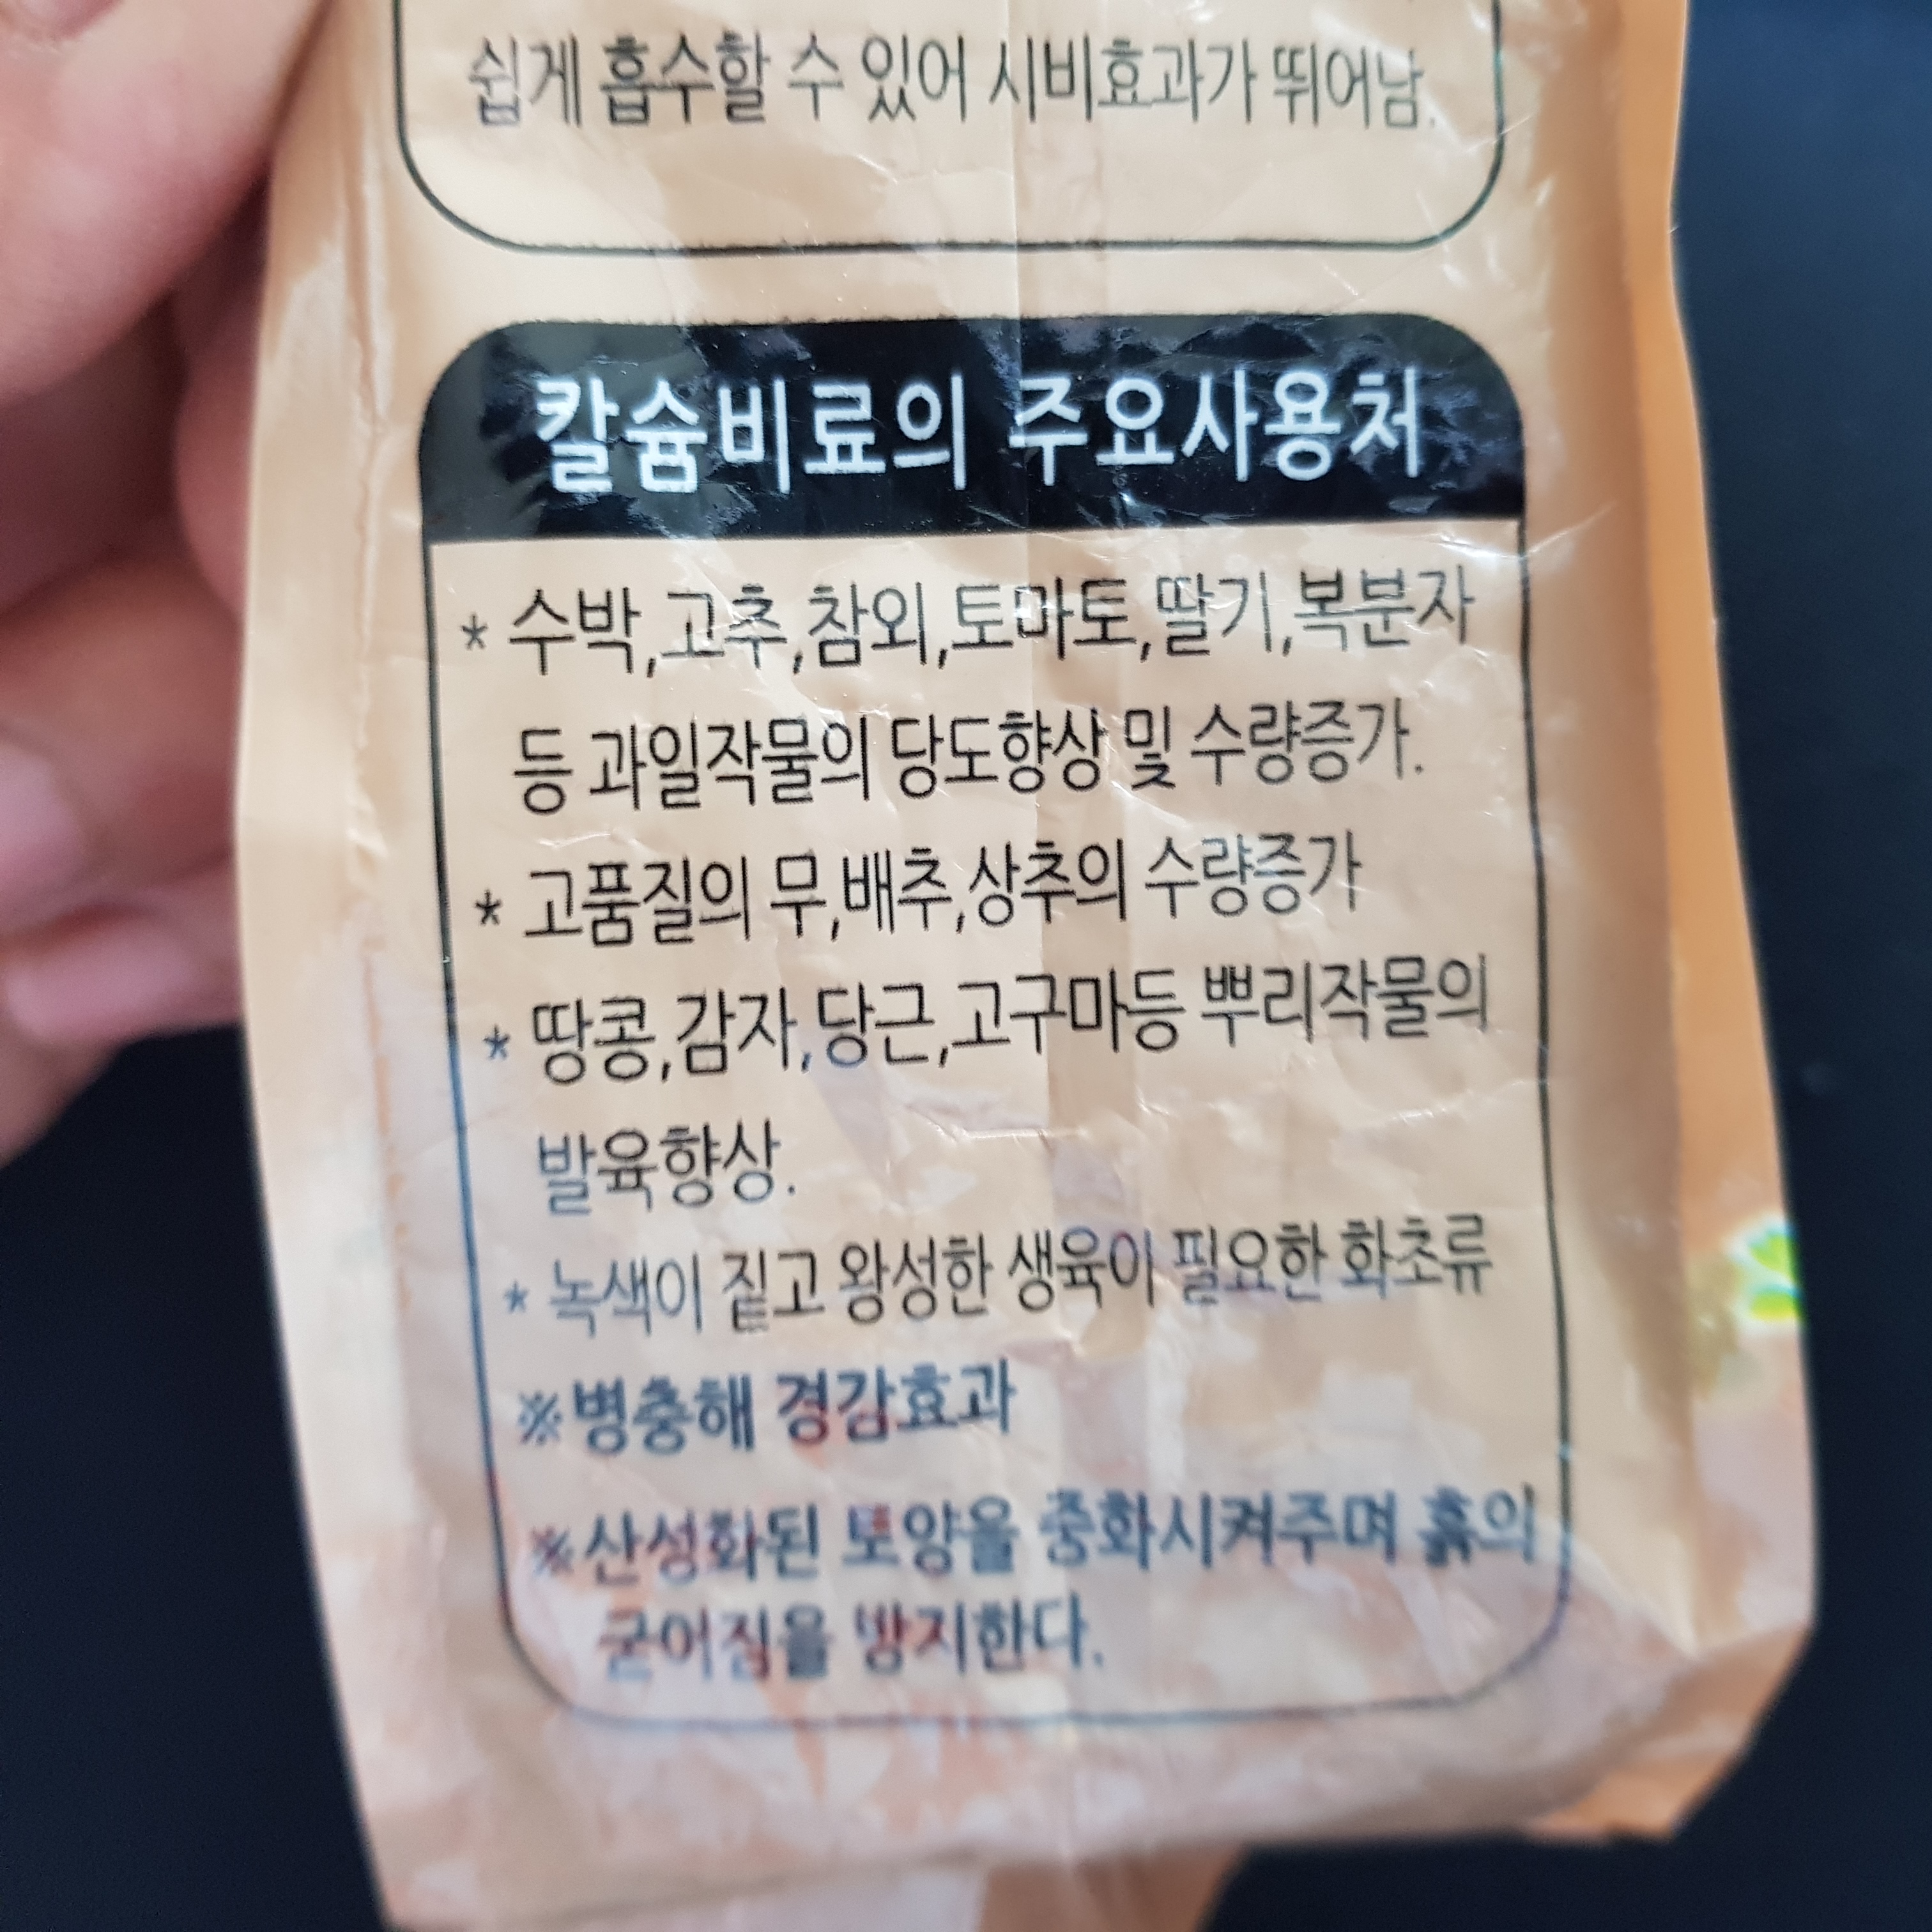 쉽게 흡수할 수 있어 시비효과가 뛰어남.
칼슘비료의 주요사용처
* 수박,고추,참외,토마토,딸기,복분자
등 과일작물의 당도향상 및 수량증가.
* 고품질의 무,배추,상추의 수량증가
* 땅콩,감자,당근,고구마등 뿌리작물의
발육향상.
* 녹색이 짙고 왕성한 생육이 필요한 화초류
※병충해 경감효과
※산성화된 토양을 중화시켜주며 흙의
굳어짐을 방지한다.